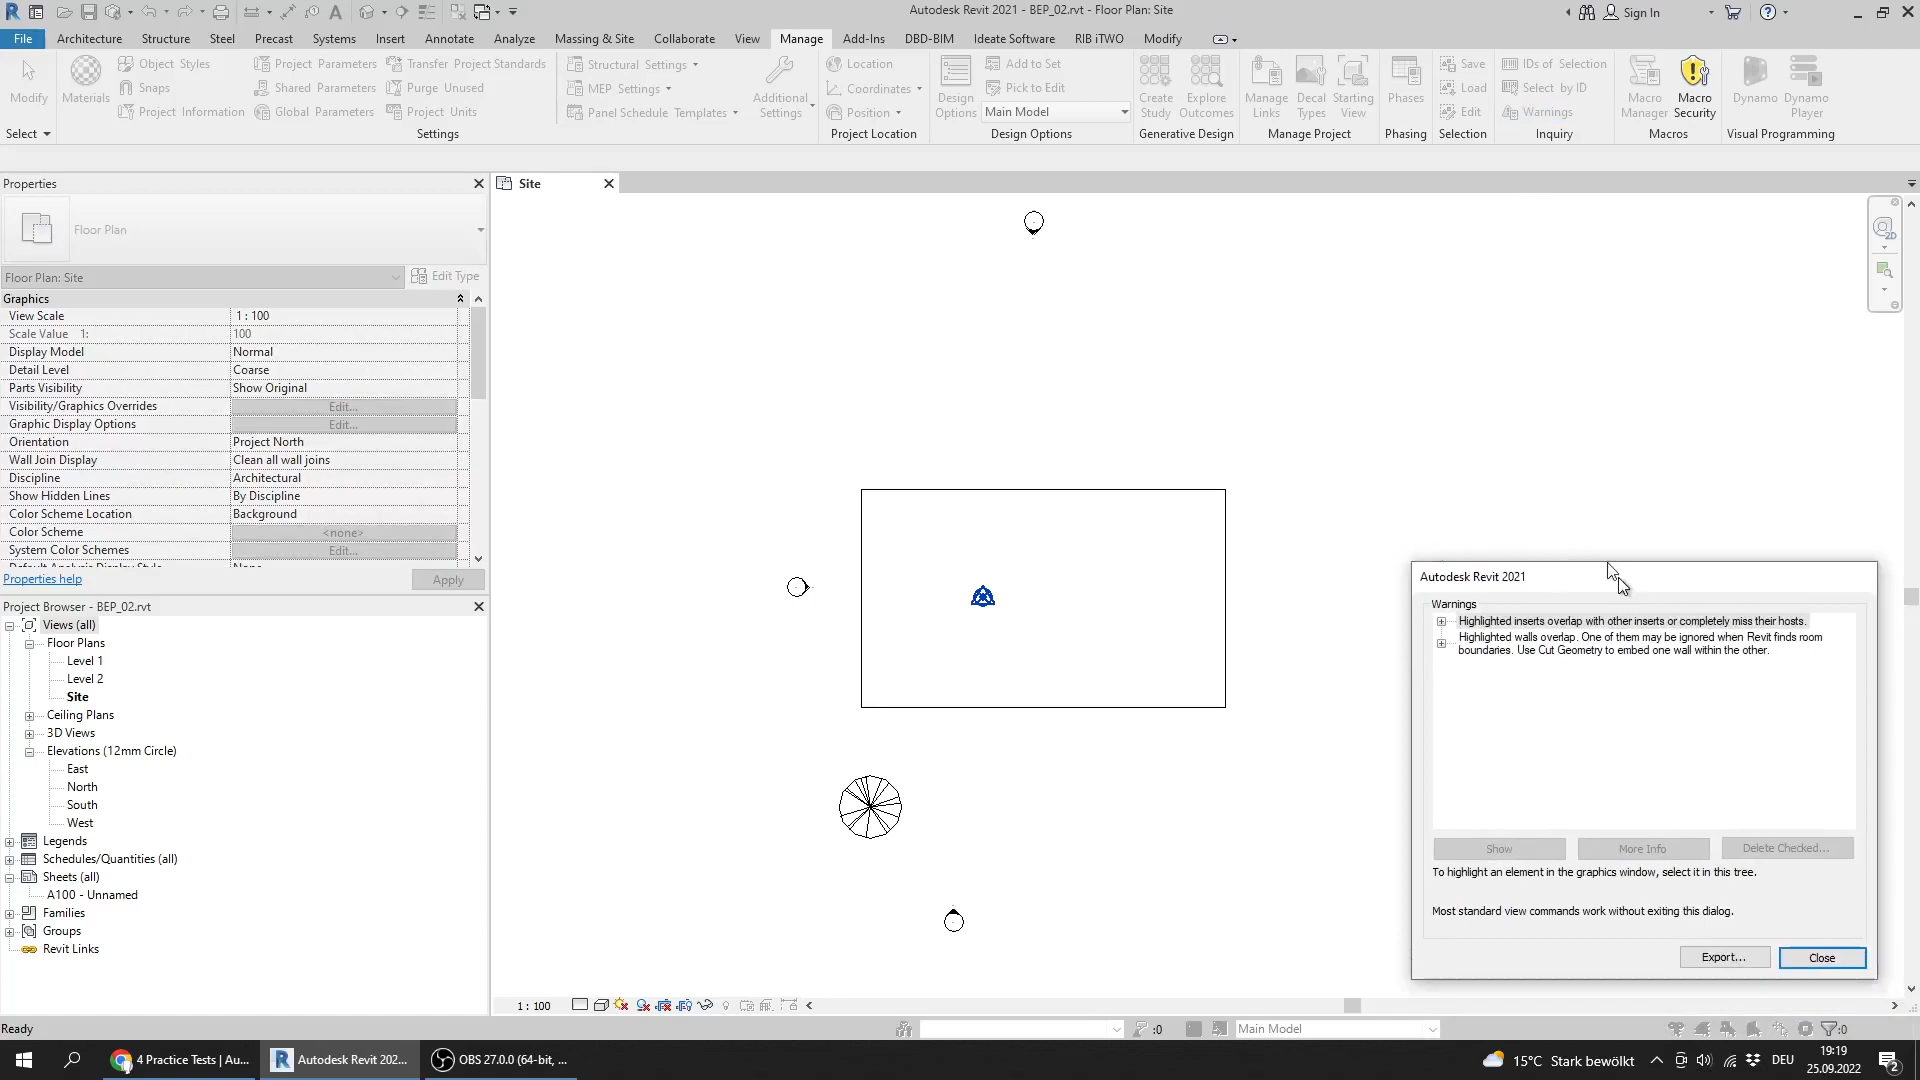 Autodesk Revit 2021 - BEP_02.rvt - Floor Plan: Site
Sign In
File Architecture Structure Steel Precast Systems Insert Annotate Analyze Massing & Site Collaborate View Manage Add-Ins DBD-BIM Ideate Software RIB iTWO Modify
Modify
Select
Materials
Object Styles
Snaps
Project Information
Project Parameters
Shared Parameters
Global Parameters
Transfer Project Standards
Purge Unused
Project Units
Settings
Structural Settings
MEP Settings
Panel Schedule Templates
Additional
Settings
Location
Coordinates
Position
Project Location
Design
Options
Add to Set
Pick to Edit
Main Model
Design Options
Create
Study
Explore
Outcomes
Generative Design
Manage
Links
Decal
Types
Starting
View
Manage Project
Phases
Phasing
Save
Load
Edit
Selection
IDs of Selection
Select by ID
Warnings
Inquiry
Macro
Manager
Macro
Security
Macros
Dynamo
Dynamo
Player
Visual Programming
Properties
Floor Plan
Floor Plan: Site
Edit Type
Graphics
View Scale 1 : 100
Scale Value 1: 100
Display Model Normal
Detail Level Coarse
Parts Visibility Show Original
Visibility/Graphics Overrides Edit...
Graphic Display Options Edit...
Orientation Project North
Wall Join Display Clean all wall joins
Discipline Architectural
Show Hidden Lines By Discipline
Color Scheme Location Background
Color Scheme <none>
System Color Schemes Edit...
Default Analysis Display Style None
Properties help
Apply
Project Browser - BEP_02.rvt
Views (all)
Floor Plans
Level 1
Level 2
Site
Ceiling Plans
3D Views
Elevations (12mm Circle)
East
North
South
West
Legends
Schedules/Quantities (all)
Sheets (all)
A100 - Unnamed
Families
Groups
Revit Links
Site
2D
Autodesk Revit 2021
Warnings
Highlighted inserts overlap with other inserts or completely miss their hosts.
Highlighted walls overlap. One of them may be ignored when Revit finds room
boundaries. Use Cut Geometry to embed one wall within the other.
Show
More Info
Delete Checked...
To highlight an element in the graphics window, select it in this tree.
Most standard view commands work without exiting this dialog.
Export...
Close
1 : 100
Ready
:0
Main Model
:0
4 Practice Tests | Au...
Autodesk Revit 202...
OBS 27.0.0 (64-bit, ...
15°C Stark bewölkt
DEU
19:19
25.09.2022
2